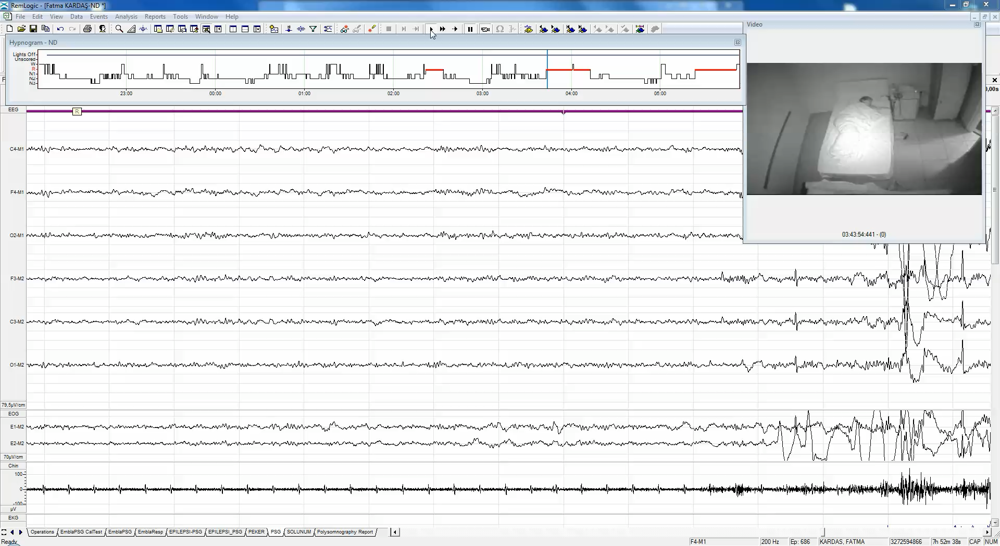 RemLogic - [Fatma KARDAŞ-ND *]
File Edit View Data Events Analysis Reports Tools Window Help
Video
Hypnogram - ND
Lights Off
Unscored
W
R
N1
N2
N3
23:00 00:00 01:00 02:00 03:00 04:00 05:00
0,00s
EEG
R
C4-M1
F4-M1
O2-M1
03:43:54:441 - (0)
F3-M2
C3-M2
O1-M2
79,5µV/cm
EOG
E1-M2
E2-M2
70µV/cm
Chin
100
0
-100
µV
EKG
Operations EmblaPSG CalTest EmblaPSG EmblaResp EPILEPSI-PSG EPILEPSI_PSG PEKER PSG SOLUNUM Polysomnography Report
Ready F4-M1 200 Hz Ep: 686 KARDAS, FATMA 3272594866 7h 52m 38s CAP NUM